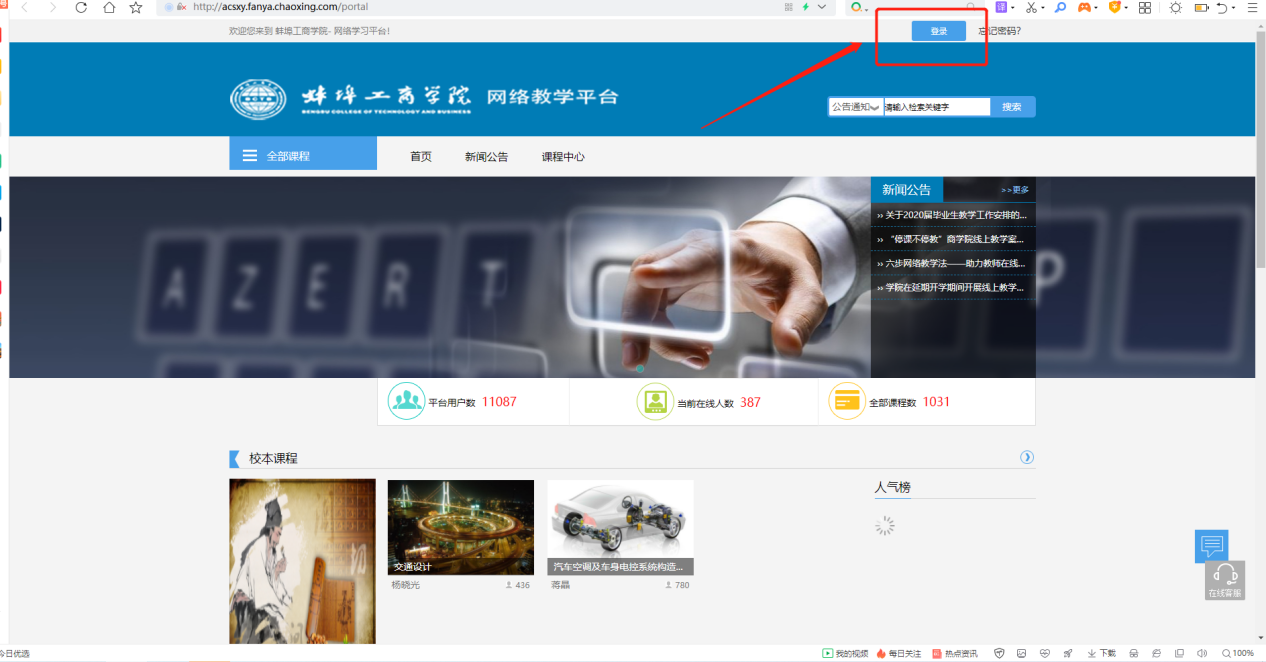 http://acsxy.fanya.chaoxing.com/portal
译
欢迎您来到 蚌埠工商学院- 网络学习平台!
登录
忘记密码?
蚌埠工商学院 网络教学平台
BENGBU COLLEGE OF TECHNOLOGY AND BUSINESS
公告通知
请输入检索关键字
搜索
全部课程
首页
新闻公告
课程中心
新闻公告
>>更多
›› 关于2020届毕业生教学工作安排的...
›› “停课不停教”商学院线上教学案...
›› 六步网络教学法——助力教师在线...
›› 学院在延期开学期间开展线上教学...
A Z E R T
P
平台用户数 11087
当前在线人数 387
全部课程数 1031
校本课程
人气榜
交通设计
杨晓光 436
汽车空调及车身电控系统构造...
蒋晶 780
在线客服
今日优选
我的视频
每日关注
热点资讯
下载
100%